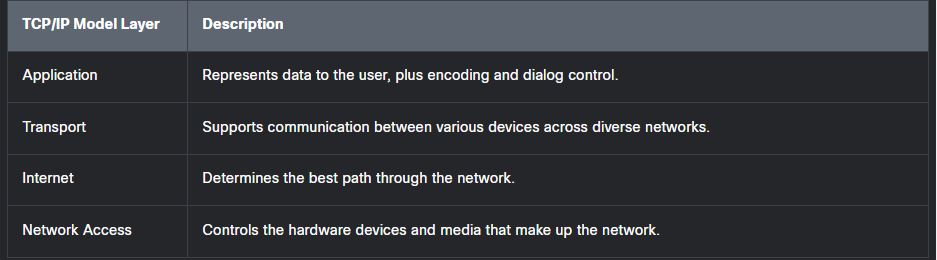 TCP/IP Model Layer Description
Application Represents data to the user, plus encoding and dialog control.
Transport Supports communication between various devices across diverse networks.
Internet Determines the best path through the network.
Network Access Controls the hardware devices and media that make up the network.